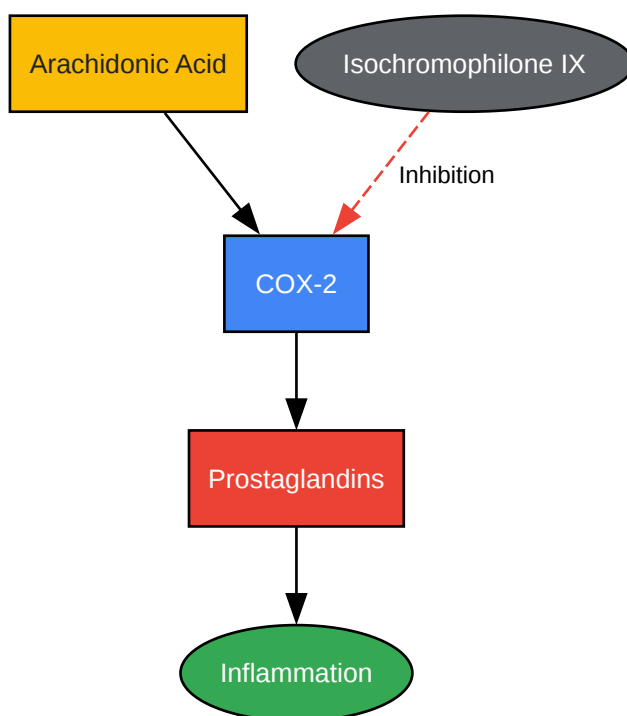 Arachidonic Acid
Isochromophilone IX
Inhibition
COX-2
Prostaglandins
Inflammation